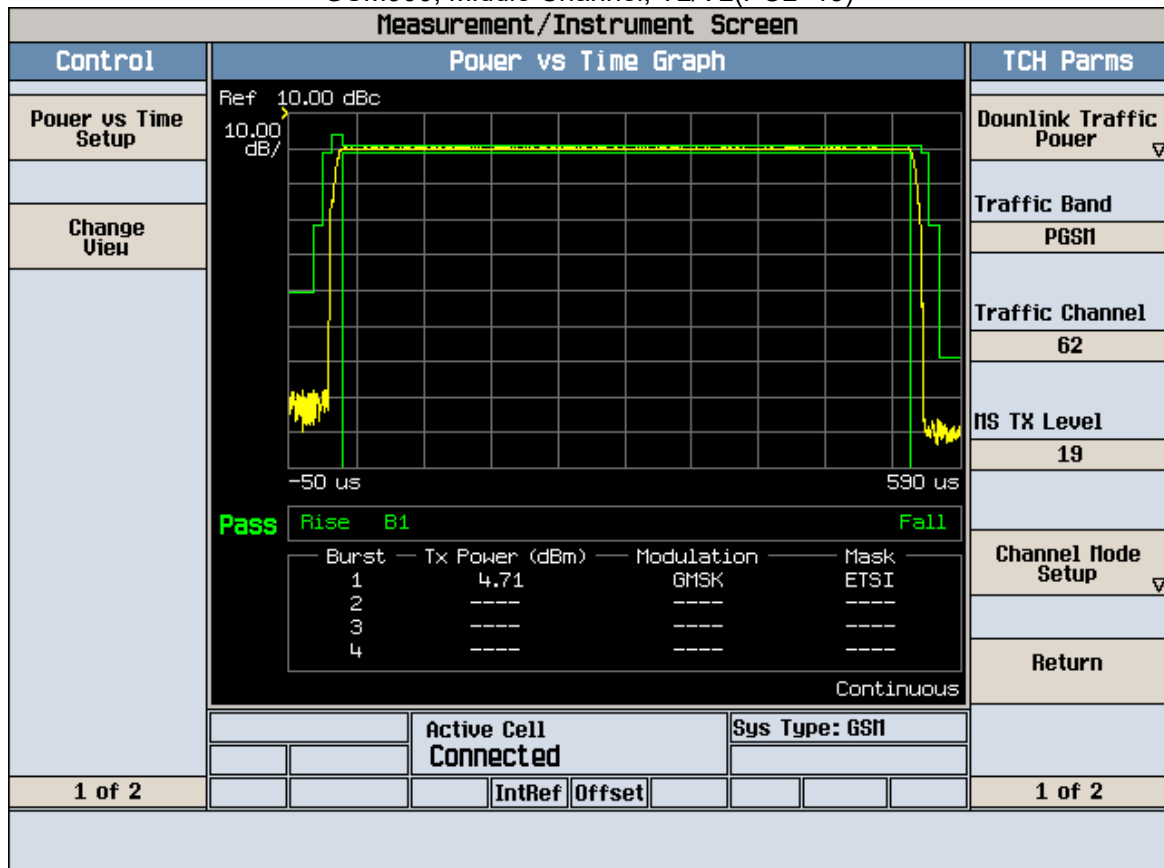 Measurement/Instrument Screen
Control
Power vs Time Graph
TCH Parms
Power vs Time
Setup
Change
View
1 of 2
Ref 10.00 dBc
10.00
dB/
-50 us
590 us
Pass
Rise B1
Fall
Burst Tx Power (dBm) Modulation Mask
1 4.71 GMSK ETSI
2 ---- ---- ----
3 ---- ---- ----
4 ---- ---- ----
Continuous
Active Cell
Connected
Sys Type: GSM
IntRef Offset
Downlink Traffic
Power
Traffic Band
PGSM
Traffic Channel
62
MS TX Level
19
Channel Mode
Setup
Return
1 of 2